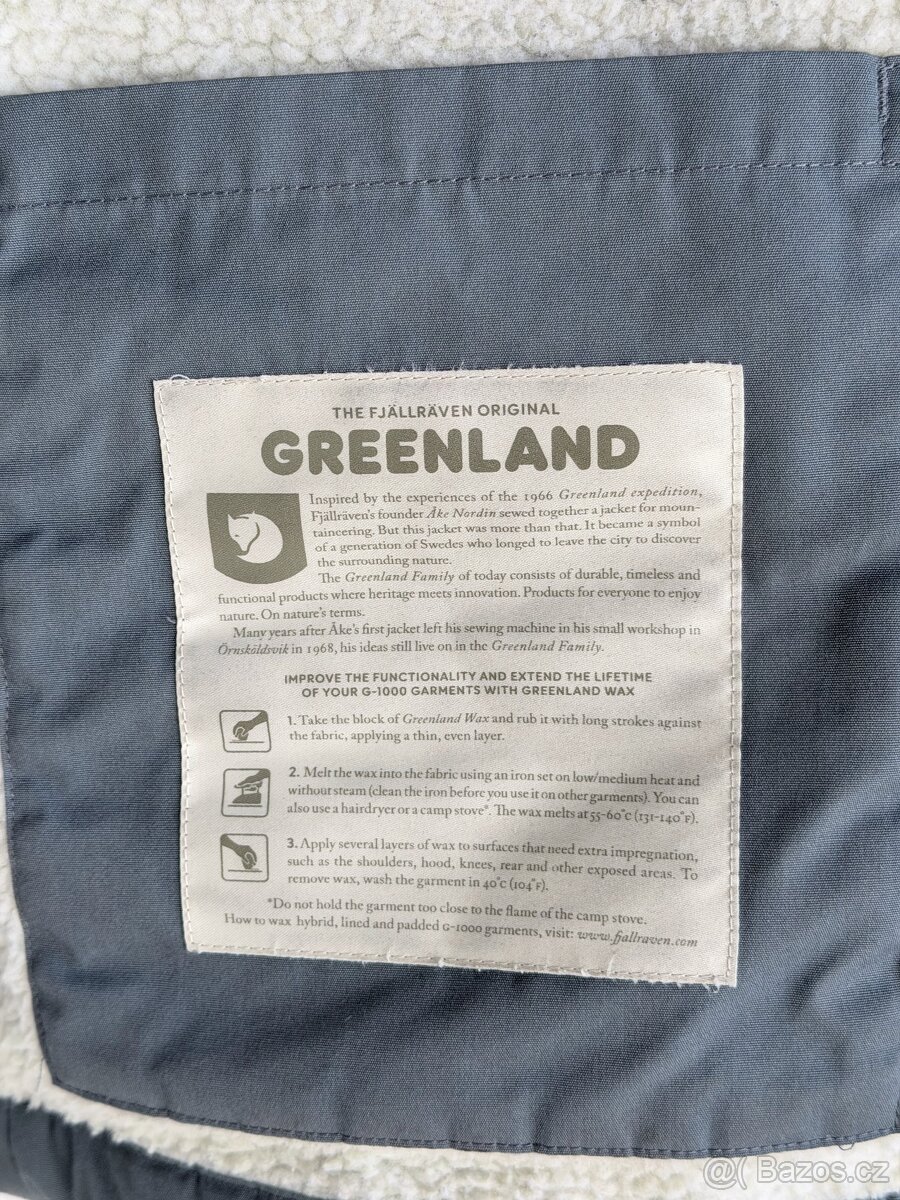 THE FJÄLLRÄVEN ORIGINAL
GREENLAND
Inspired by the experiences of the 1966 Greenland expedition,
Fjällräven's founder Åke Nordin sewed together a jacket for moun-
taineering. But this jacket was more than that. It became a symbol
of a generation of Swedes who longed to leave the city to discover
the surrounding nature.
The Greenland Family of today consists of durable, timeless and
functional products where heritage meets innovation. Products for everyone to enjoy
nature. On nature's terms.
Many years after Åke's first jacket left his sewing machine in his small workshop in
Örnsköldsvik in 1968, his ideas still live on in the Greenland Family.
IMPROVE THE FUNCTIONALITY AND EXTEND THE LIFETIME
OF YOUR G-1000 GARMENTS WITH GREENLAND WAX
1. Take the block of Greenland Wax and rub it with long strokes against
the fabric, applying a thin, even layer.
2. Melt the wax into the fabric using an iron set on low/medium heat and
without steam (clean the iron before you use it on other garments). You can
also use a hairdryer or a camp stove*. The wax melts at 55-60°C (131-140°F).
3. Apply several layers of wax to surfaces that need extra impregnation,
such as the shoulders, hood, knees, rear and other exposed areas. To
remove wax, wash the garment in 40°C (104°F).
*Do not hold the garment too close to the flame of the camp stove.
How to wax hybrid, lined and padded G-1000 garments, visit: www.fjallraven.com
@( Bazos.cz